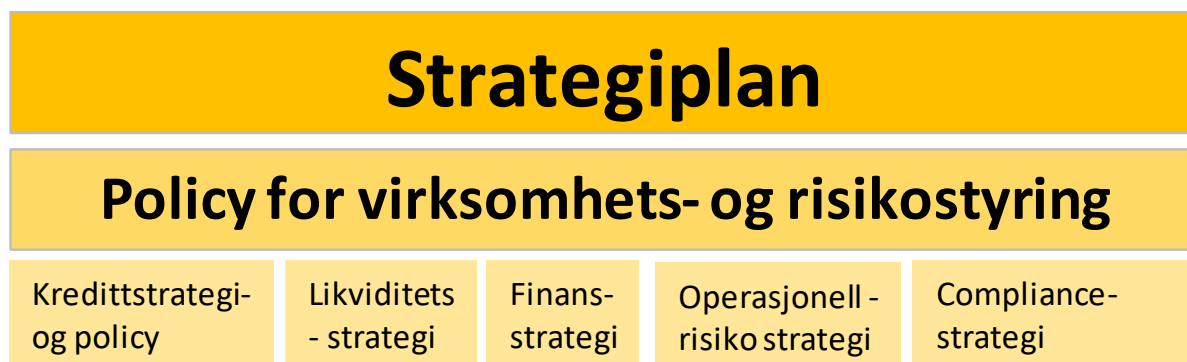 Strategiplan
Policy for virksomhets- og risikostyring
Kredittstrategi-
og policy
Likviditets
- strategi
Finans-
strategi
Operasjonell -
risiko strategi
Compliance-
strategi